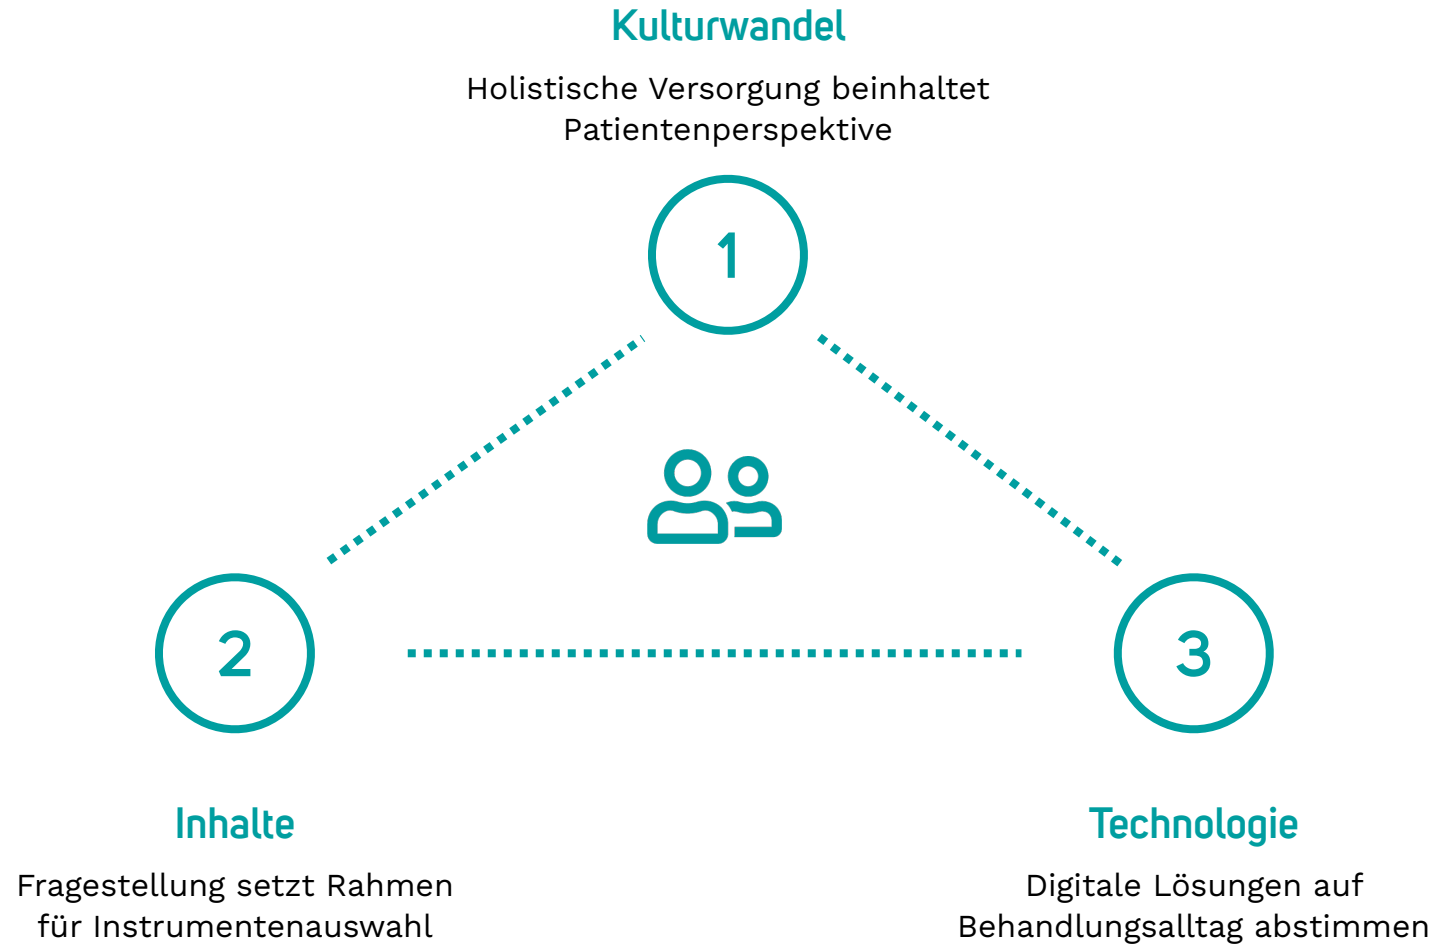 Kulturwandel
Holistische Versorgung beinhaltet
Patientenperspektive
1
2
3
Inhalte
Fragestellung setzt Rahmen
für Instrumentenauswahl
Technologie
Digitale Lösungen auf
Behandlungsalltag abstimmen